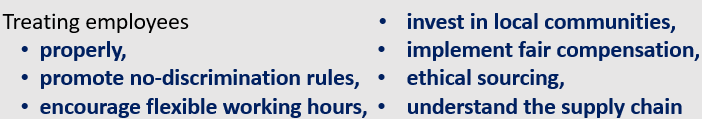 Treating employees
• properly,
• promote no-discrimination rules,
• encourage flexible working hours,
• invest in local communities,
• implement fair compensation,
• ethical sourcing,
• understand the supply chain